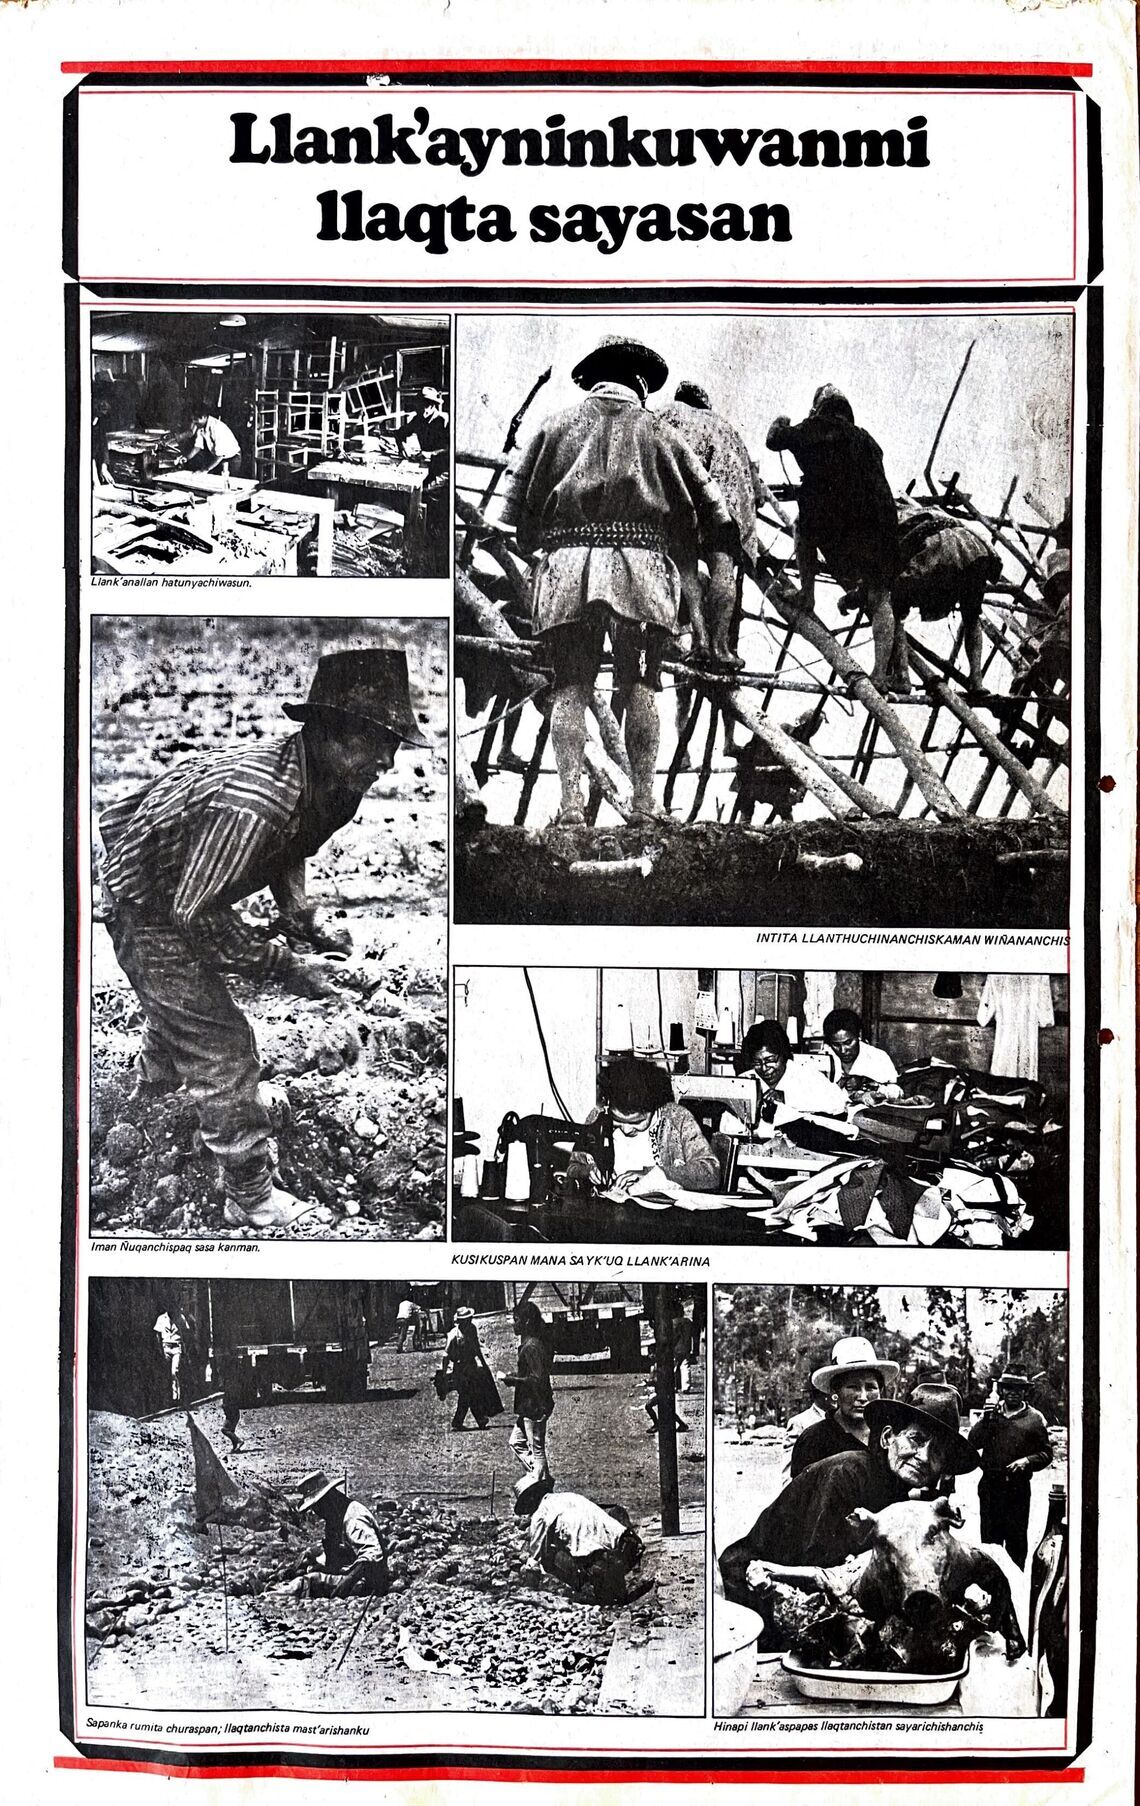 Llank'ayninkuwanmi
llaqta sayasan
Llank'anallan hatunyachiwasun.
INTITA LLANTHUCHINANCHISKAMAN WIÑANANCHIS
Iman Ñuqanchispaq sasa kanman.
KUSIKUSPAN MANA SAYK'UQ LLANK'ARINA
Sapanka rumita churaspan; llaqtanchista mast'arishanku
Hinapi llank'aspapas llaqtanchistan sayarichishanchis